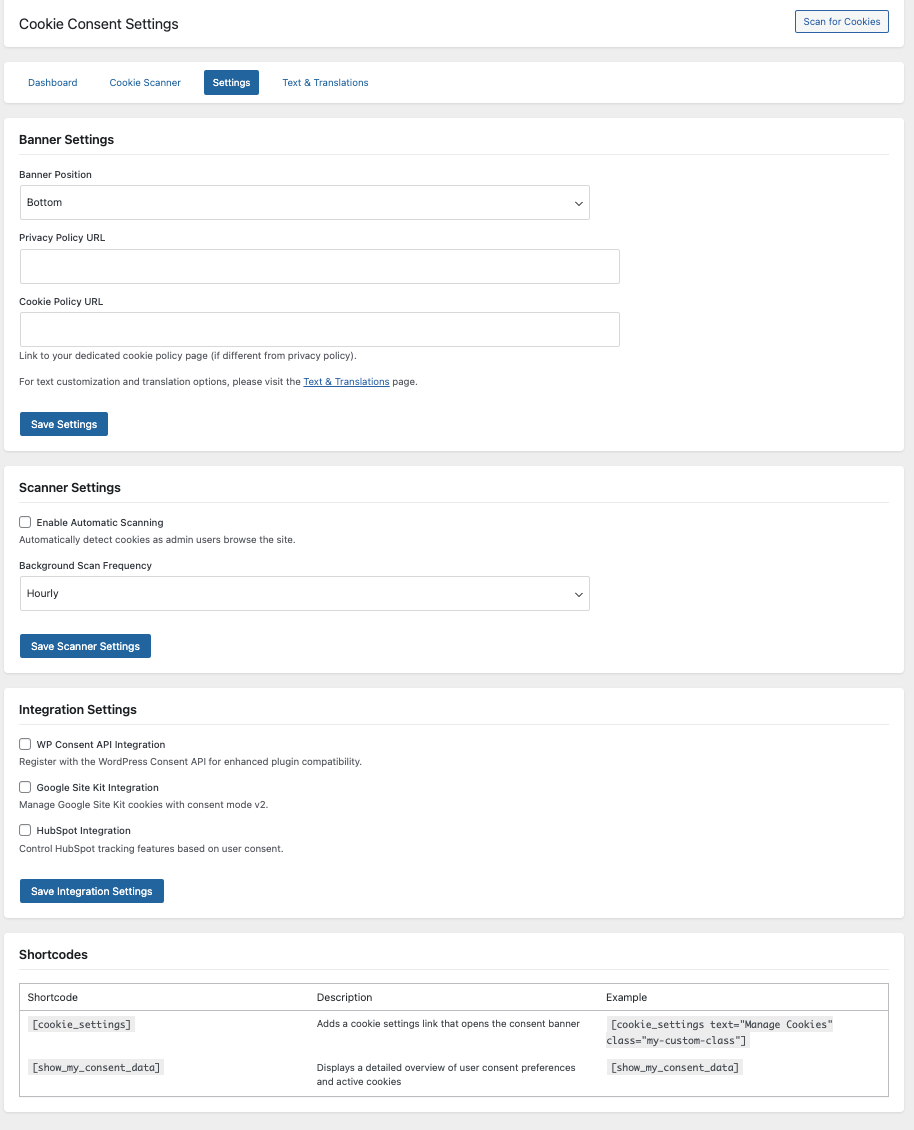 Cookie Consent Settings
Scan for Cookies
Dashboard
Cookie Scanner
Settings
Text & Translations
Banner Settings
Banner Position
Bottom
Privacy Policy URL
Cookie Policy URL
Link to your dedicated cookie policy page (if different from privacy policy).
For text customization and translation options, please visit the Text & Translations page.
Save Settings
Scanner Settings
Enable Automatic Scanning
Automatically detect cookies as admin users browse the site.
Background Scan Frequency
Hourly
Save Scanner Settings
Integration Settings
WP Consent API Integration
Register with the WordPress Consent API for enhanced plugin compatibility.
Google Site Kit Integration
Manage Google Site Kit cookies with consent mode v2.
HubSpot Integration
Control HubSpot tracking features based on user consent.
Save Integration Settings
Shortcodes
Shortcode
Description
Example
[cookie_settings]
Adds a cookie settings link that opens the consent banner
[cookie_settings text="Manage Cookies"
class="my-custom-class"]
[show_my_consent_data]
Displays a detailed overview of user consent preferences
and active cookies
[show_my_consent_data]